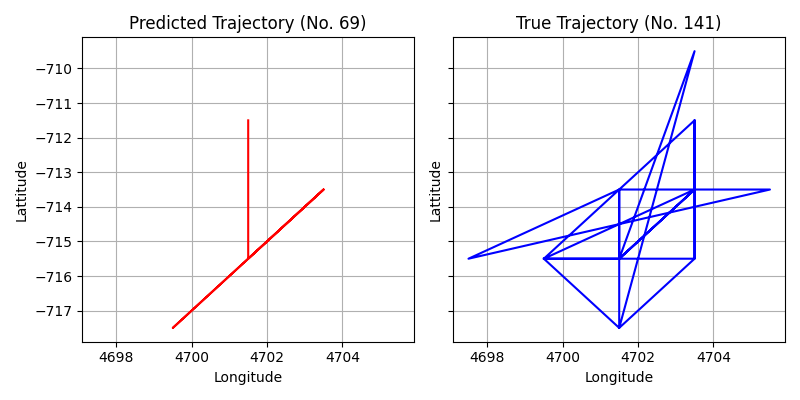 Predicted Trajectory (No. 69)
True Trajectory (No. 141)
−710
−711
−712
−713
−714
−715
−716
−717
Lattitude
Lattitude
4698 4700 4702 4704
4698 4700 4702 4704
Longitude
Longitude